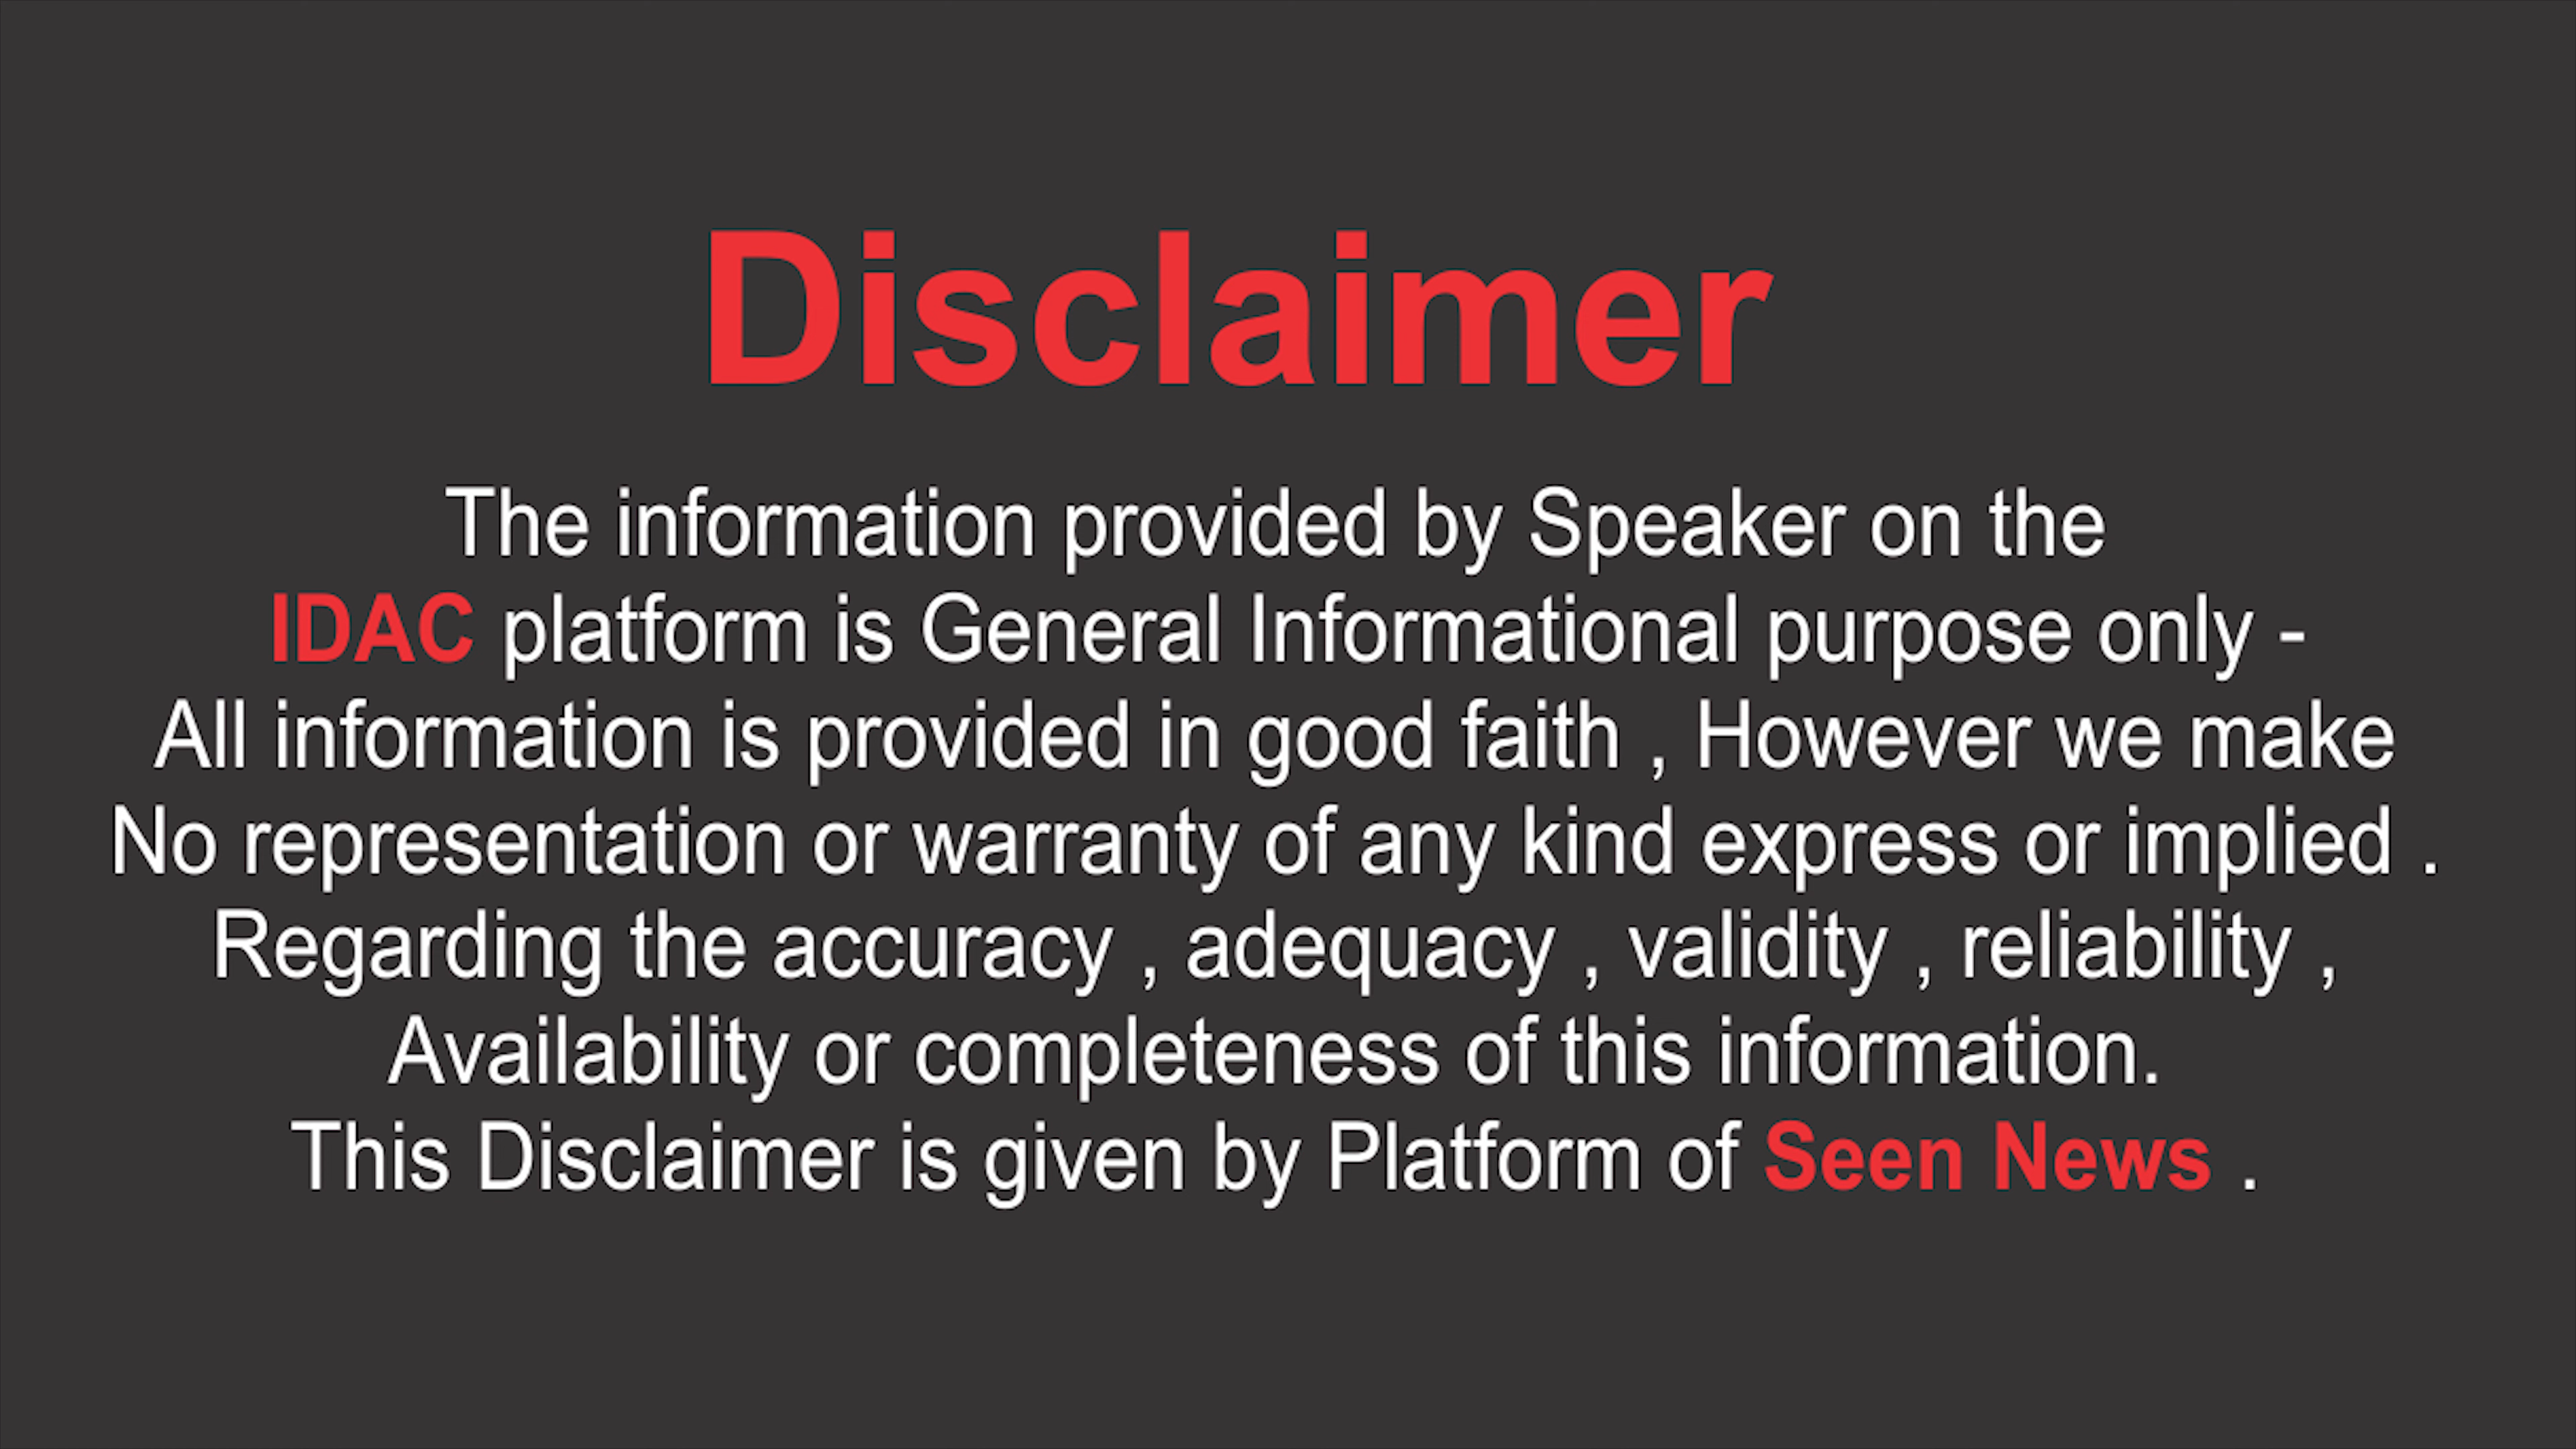 Disclaimer
The information provided by Speaker on the
IDAC platform is General Informational purpose only -
All information is provided in good faith , However we make
No representation or warranty of any kind express or implied .
Regarding the accuracy , adequacy , validity , reliability ,
Availability or completeness of this information.
This Disclaimer is given by Platform of Seen News .